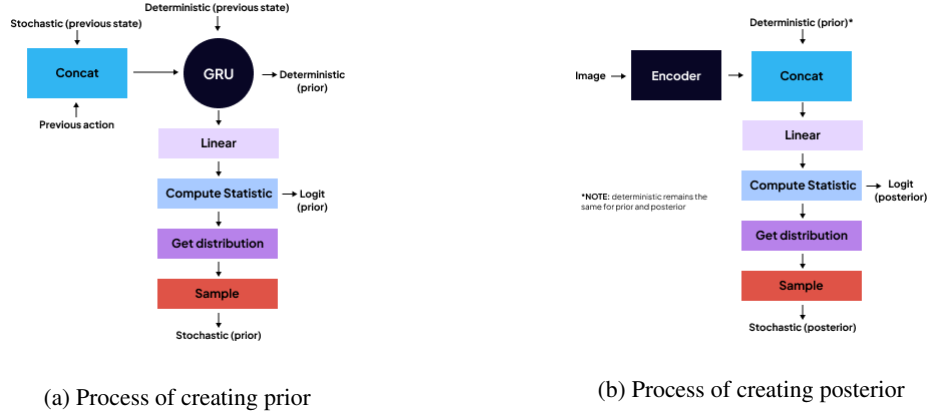 Deterministic (previous state)
Stochastic (previous state)
Concat
GRU
Deterministic
(prior)
Previous action
Linear
Compute Statistic
Logit
(prior)
Get distribution
Sample
Stochastic (prior)
(a) Process of creating prior
Deterministic (prior)*
Image
Encoder
Concat
Linear
Compute Statistic
Logit
(posterior)
*NOTE: deterministic remains the
same for prior and posterior
Get distribution
Sample
Stochastic (posterior)
(b) Process of creating posterior